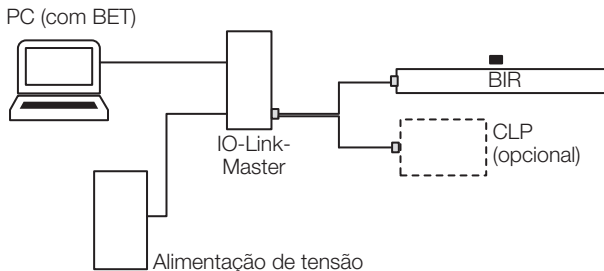 PC (com BET)
BIR
IO-Link-
Master
CLP
(opcional)
Alimentação de tensão